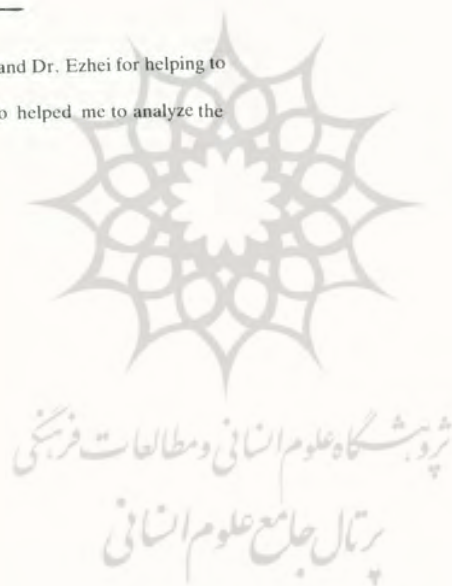 and Dr. Ezhei for helping to
helped me to analyze the
پژوهشگاه علوم انسانی و مطالعات فرهنگی
پرتال جامع علوم انسانی